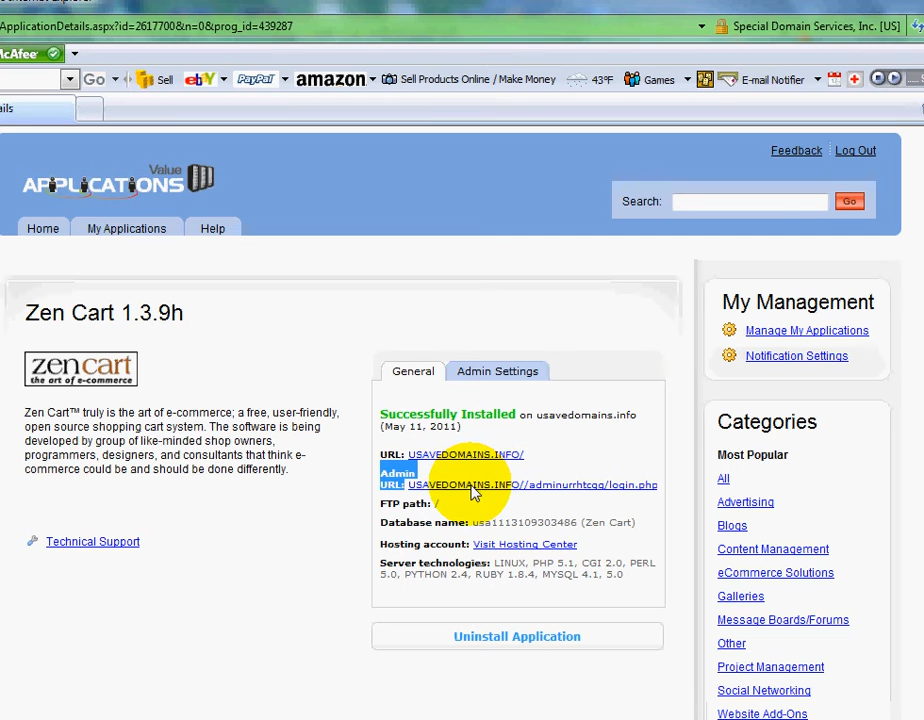 ApplicationDetails.aspx?id=2617700&n=0&prog_id=439287
Special Domain Services, Inc. [US]
McAfee
Go
Sell
ebY
PayPal
amazon
Sell Products Online / Make Money
43°F
Games
E-mail Notifier
ails
Feedback
Log Out
Value
APPLICATIONS
Search:
Go
Home
My Applications
Help
Zen Cart 1.3.9h
zencart
the art of e-commerce
Zen Cart™ truly is the art of e-commerce; a free, user-friendly,
open source shopping cart system. The software is being
developed by group of like-minded shop owners,
programmers, designers, and consultants that think e-
commerce could be and should be done differently.
Technical Support
General
Admin Settings
Successfully Installed on usavedomains.info
(May 11, 2011)
URL: USAVEDOMAINS.INFO/
Admin
URL: USAVEDOMAINS.INFO//adminurrhtcqq/login.php
FTP path: /
Database name: usa1113109303486 (Zen Cart)
Hosting account: Visit Hosting Center
Server technologies: LINUX, PHP 5.1, CGI 2.0, PERL
5.0, PYTHON 2.4, RUBY 1.8.4, MYSQL 4.1, 5.0
Uninstall Application
My Management
Manage My Applications
Notification Settings
Categories
Most Popular
All
Advertising
Blogs
Content Management
eCommerce Solutions
Galleries
Message Boards/Forums
Other
Project Management
Social Networking
Website Add-Ons